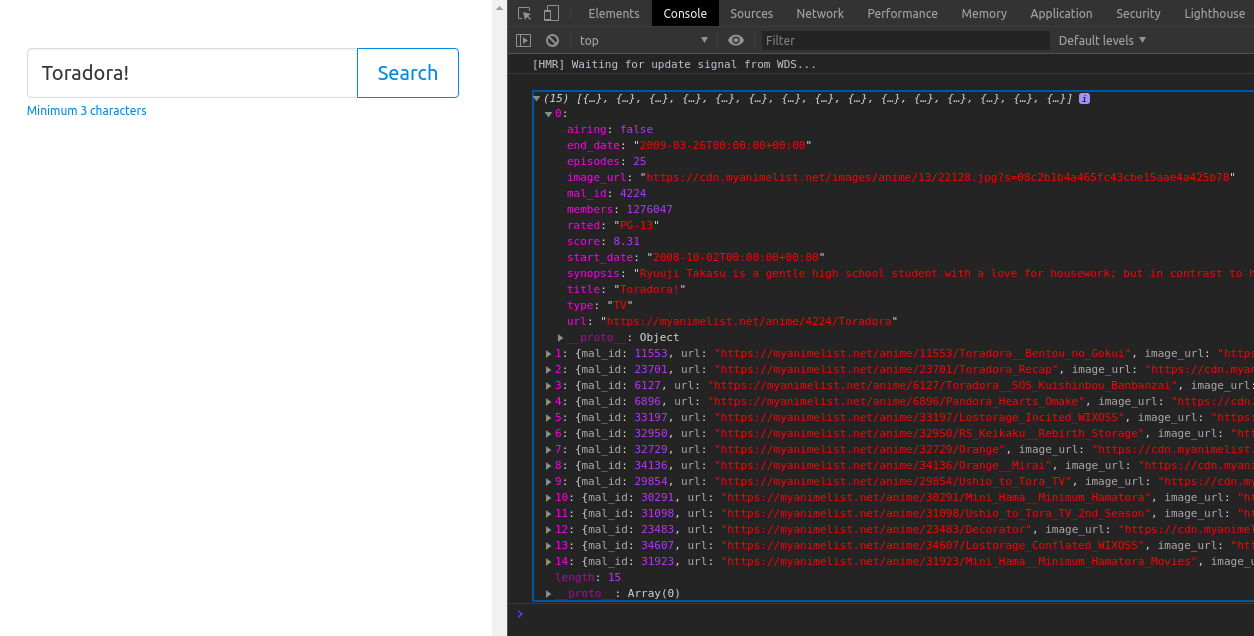 Toradora!
Search
Minimum 3 characters
Elements Console Sources Network Performance Memory Application Security Lighthouse
top Filter Default levels
[HMR] Waiting for update signal from WDS...
(15) [{…}, {…}, {…}, {…}, {…}, {…}, {…}, {…}, {…}, {…}, {…}, {…}, {…}, {…}, {…}] i
0:
airing: false
end_date: "2009-03-26T00:00:00+00:00"
episodes: 25
image_url: "https://cdn.myanimelist.net/images/anime/13/22128.jpg?s=08c2b1b4a465fc43cbe15aae4a425b78"
mal_id: 4224
members: 1276047
rated: "PG-13"
score: 8.31
start_date: "2008-10-02T00:00:00+00:00"
synopsis: "Ryuuji Takasu is a gentle high school student with a love for housework; but in contrast to
title: "Toradora!"
type: "TV"
url: "https://myanimelist.net/anime/4224/Toradora"
__proto__: Object
1: {mal_id: 11553, url: "https://myanimelist.net/anime/11553/Toradora__Bentou_no_Gokui", image_url: "https
2: {mal_id: 23701, url: "https://myanimelist.net/anime/23701/Toradora_Recap", image_url: "https://cdn.myan
3: {mal_id: 6127, url: "https://myanimelist.net/anime/6127/Toradora__SOS_Kuishinbou_Banbanzai", image_url:
4: {mal_id: 6896, url: "https://myanimelist.net/anime/6896/Pandora_Hearts_Omake", image_url: "https://cdn
5: {mal_id: 33197, url: "https://myanimelist.net/anime/33197/Lostorage_Incited_WIXOSS", image_url: "https:
6: {mal_id: 32950, url: "https://myanimelist.net/anime/32950/RS_Keikaku__Rebirth_Storage", image_url: "htt
7: {mal_id: 32729, url: "https://myanimelist.net/anime/32729/Orange", image_url: "https://cdn.myanimelist.
8: {mal_id: 34136, url: "https://myanimelist.net/anime/34136/Orange__Mirai", image_url: "https://cdn.myani
9: {mal_id: 29854, url: "https://myanimelist.net/anime/29854/Ushio_to_Tora_TV", image_url: "https://cdn.my
10: {mal_id: 30291, url: "https://myanimelist.net/anime/30291/Mini_Hama__Minimum_Hamatora", image_url: "ht
11: {mal_id: 31098, url: "https://myanimelist.net/anime/31098/Ushio_to_Tora_TV_2nd_Season", image_url: "ht
12: {mal_id: 23483, url: "https://myanimelist.net/anime/23483/Decorator", image_url: "https://cdn.myanimel
13: {mal_id: 34607, url: "https://myanimelist.net/anime/34607/Lostorage_Conflated_WIXOSS", image_url: "htt
14: {mal_id: 31923, url: "https://myanimelist.net/anime/31923/Mini_Hama__Minimum_Hamatora_Movies", image_u
length: 15
__proto__: Array(0)